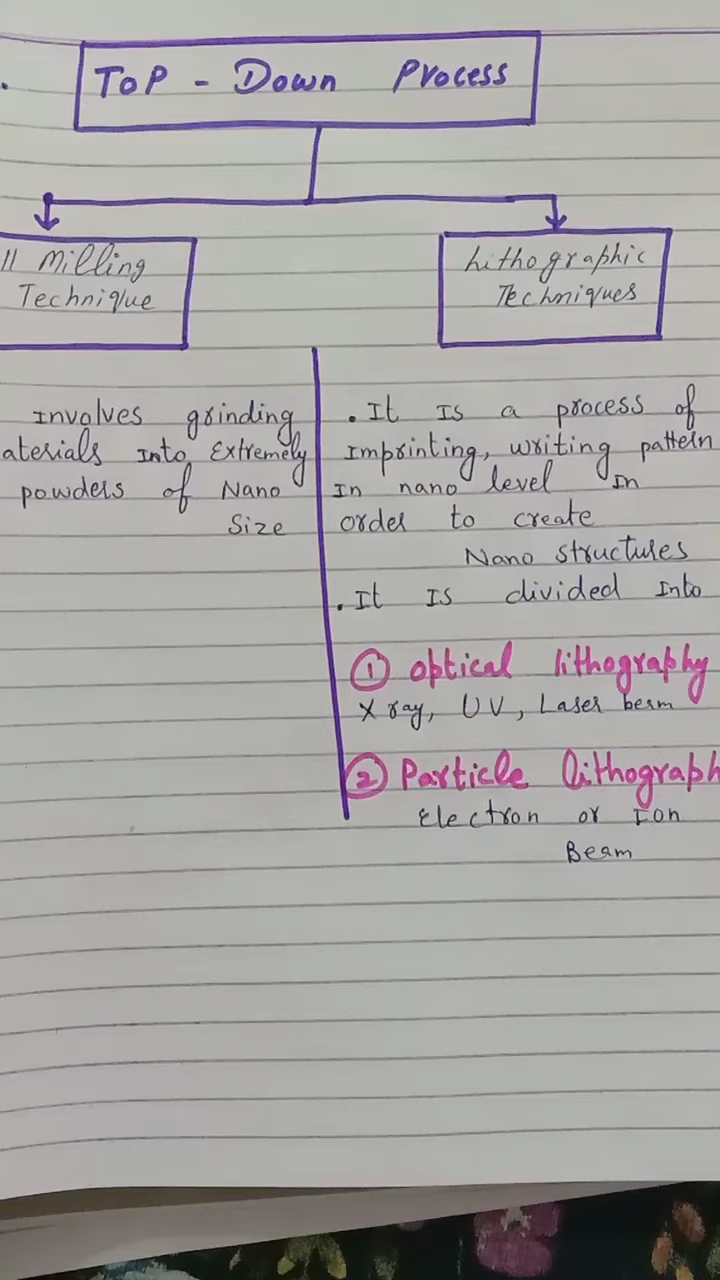 ToP - Down Process
ll Milling
Technique
Lithographic
Techniques
Involves grinding
aterials Into Extremely
powders of Nano
Size
. It Is a process of
Imprinting, writing pattern
In nano level In
order to create
Nano structures
. It Is divided Into
① optical lithography
X ray, UV, Laser beam
② Particle lithograph
Electron or Ion
Beam